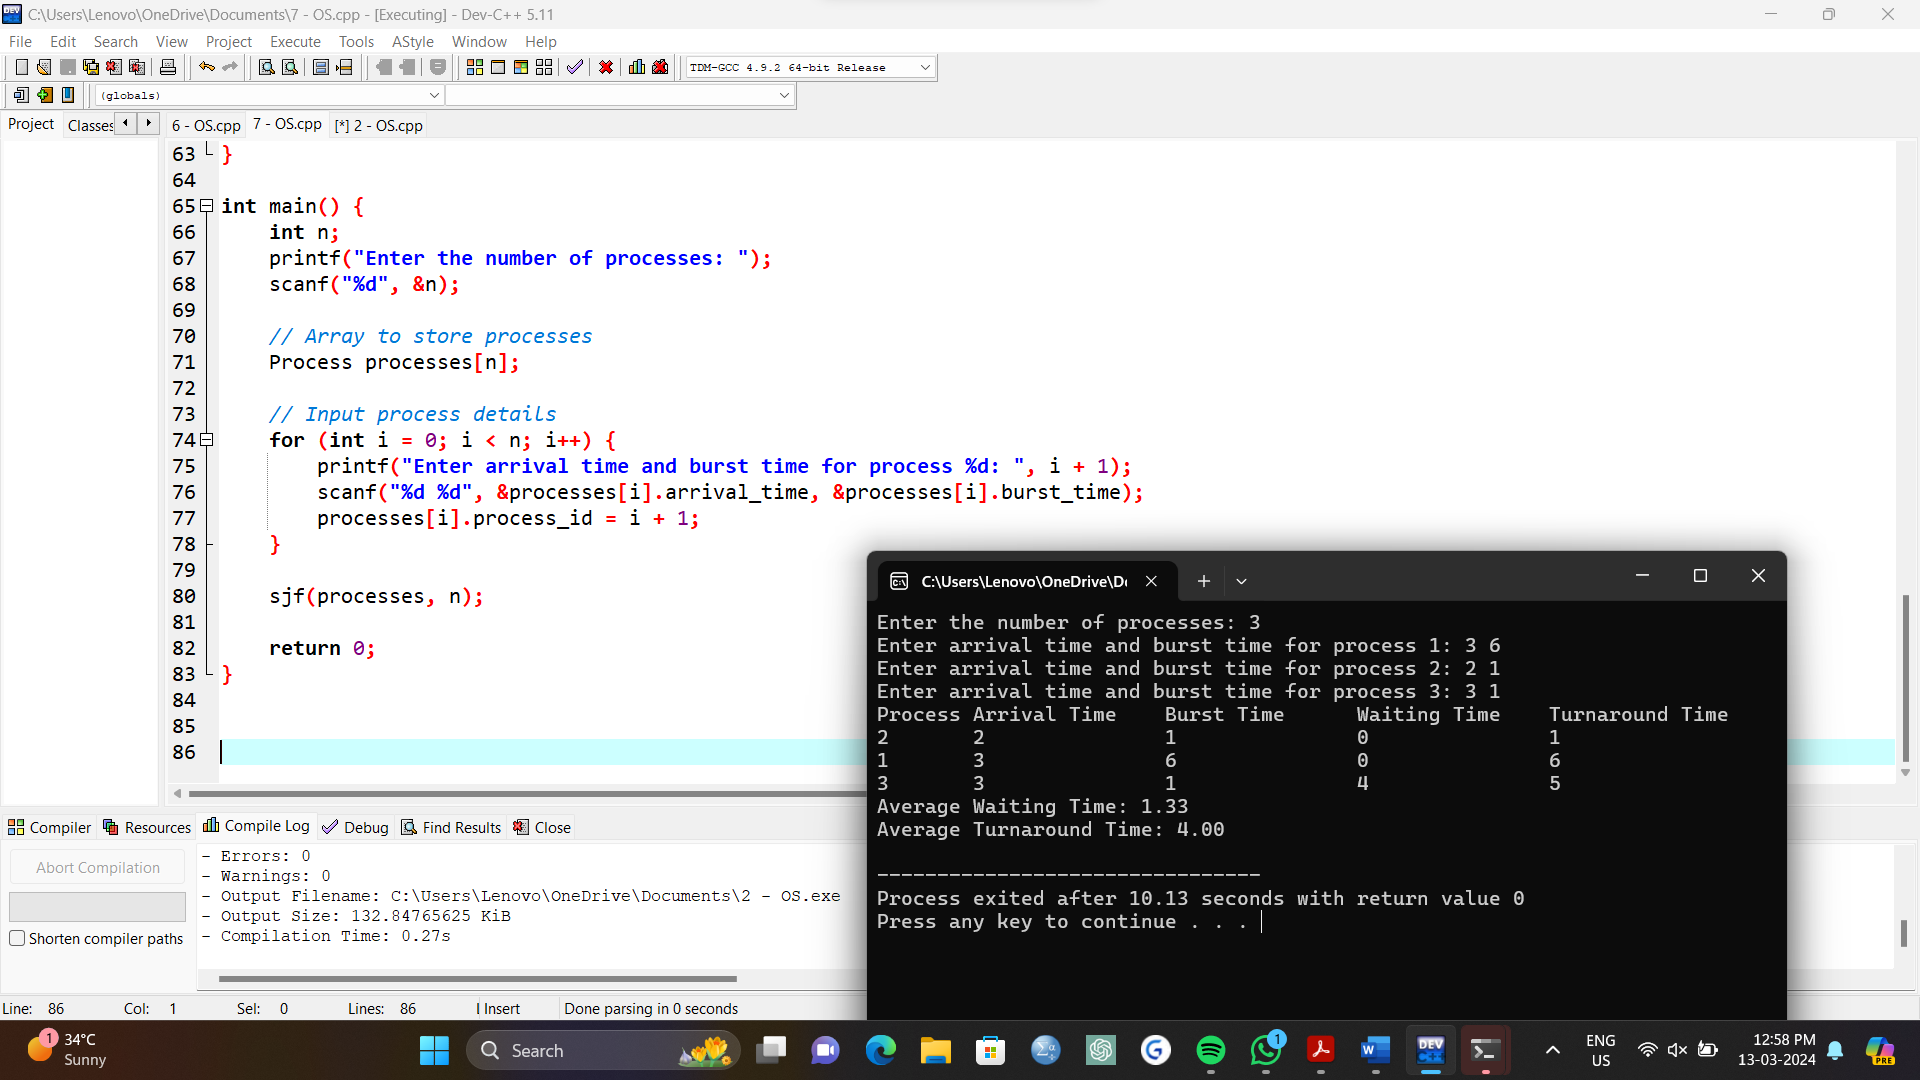 C:\Users\Lenovo\OneDrive\Documents\7 - OS.cpp - [Executing] - Dev-C++ 5.11
File Edit Search View Project Execute Tools AStyle Window Help
TDM-GCC 4.9.2 64-bit Release
(globals)
Project Classes 6 - OS.cpp 7 - OS.cpp [*] 2 - OS.cpp
63 }
64
65 int main() {
66 int n;
67 printf("Enter the number of processes: ");
68 scanf("%d", &n);
69
70 // Array to store processes
71 Process processes[n];
72
73 // Input process details
74 for (int i = 0; i < n; i++) {
75 printf("Enter arrival time and burst time for process %d: ", i + 1);
76 scanf("%d %d", &processes[i].arrival_time, &processes[i].burst_time);
77 processes[i].process_id = i + 1;
78 }
79
80 sjf(processes, n);
81
82 return 0;
83 }
84
85
86
C:\Users\Lenovo\OneDrive\D
Enter the number of processes: 3
Enter arrival time and burst time for process 1: 3 6
Enter arrival time and burst time for process 2: 2 1
Enter arrival time and burst time for process 3: 3 1
Process Arrival Time Burst Time Waiting Time Turnaround Time
2 2 1 0 1
1 3 6 0 6
3 3 1 4 5
Average Waiting Time: 1.33
Average Turnaround Time: 4.00
--------------------------------
Process exited after 10.13 seconds with return value 0
Press any key to continue . . .
Compiler Resources Compile Log Debug Find Results Close
Abort Compilation
Shorten compiler paths
- Errors: 0
- Warnings: 0
- Output Filename: C:\Users\Lenovo\OneDrive\Documents\2 - OS.exe
- Output Size: 132.84765625 KiB
- Compilation Time: 0.27s
Line: 86 Col: 1 Sel: 0 Lines: 86 Insert Done parsing in 0 seconds
1 34°C
Sunny
Search
DEV C++
1
PRE
ENG
US
12:58 PM
13-03-2024